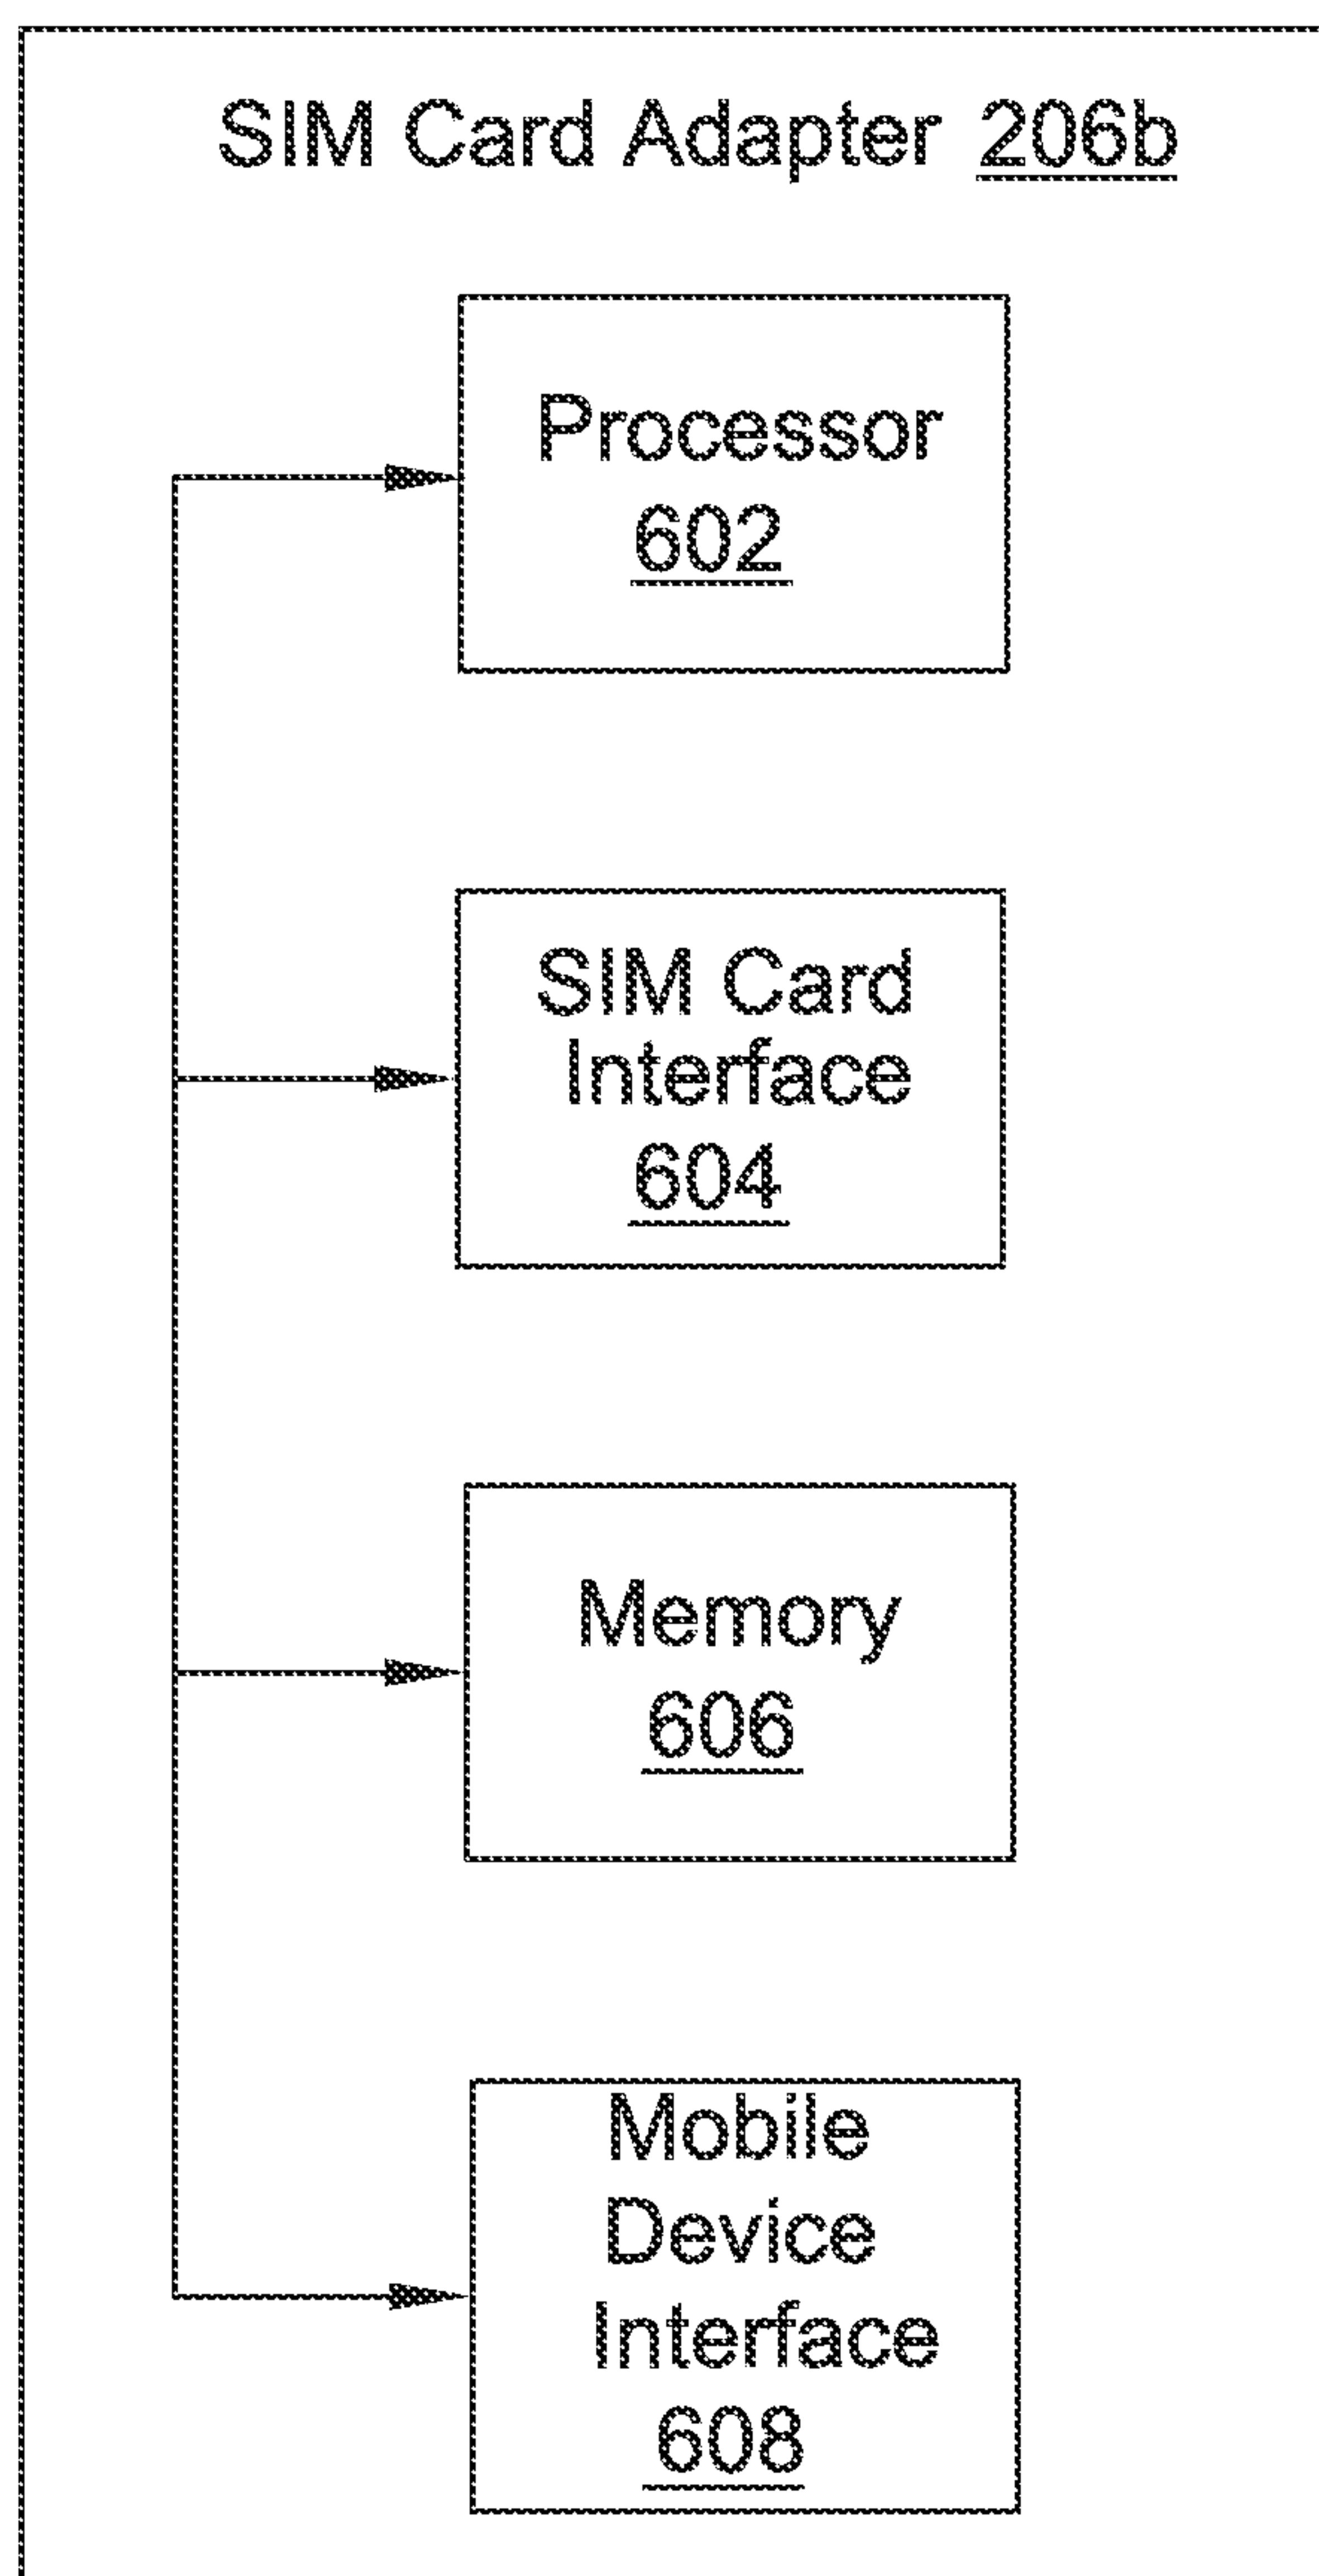 SIM Card Adapter 206b
Processor
602
SIM Card
Interface
604
Memory
606
Mobile
Device
Interface
608